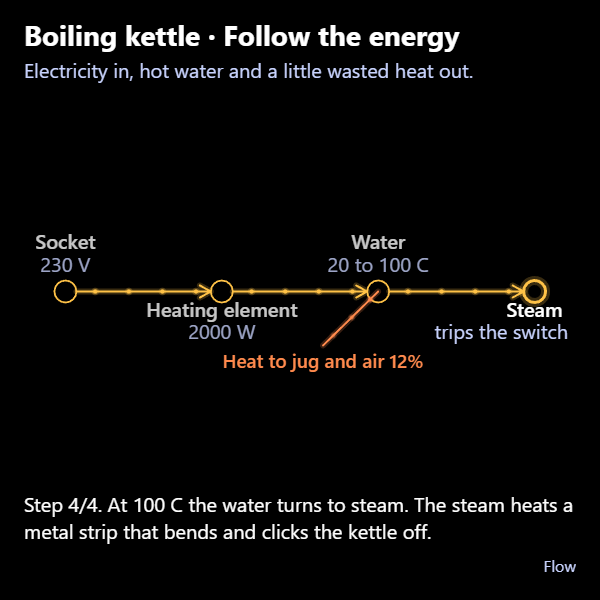 Boiling kettle · Follow the energy
Electricity in, hot water and a little wasted heat out.
Socket
230 V
Water
20 to 100 C
Heating element
2000 W
Steam
trips the switch
Heat to jug and air 12%
Step 4/4. At 100 C the water turns to steam. The steam heats a
metal strip that bends and clicks the kettle off.
Flow